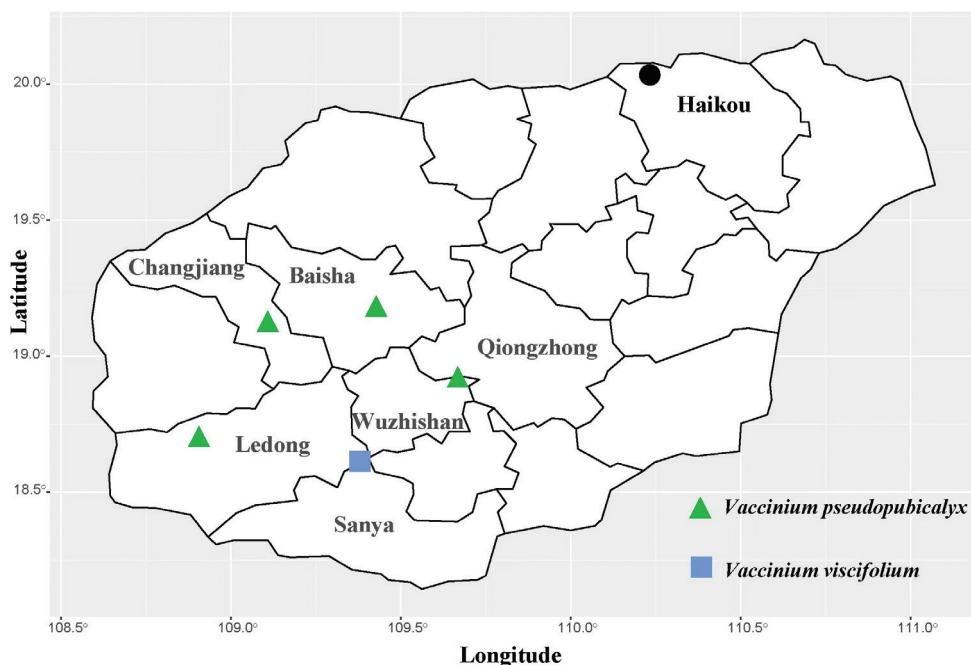 20.0°
Haikou
19.5°
Changjiang
Baisha
Latitude
Qiongzhong
19.0°
Wuzhishan
Ledong
18.5°
Vaccinium pseudopubicalyx
Sanya
Vaccinium viscifolium
108.5° 109.0° 109.5° 110.0° 110.5° 111.0°
Longitude